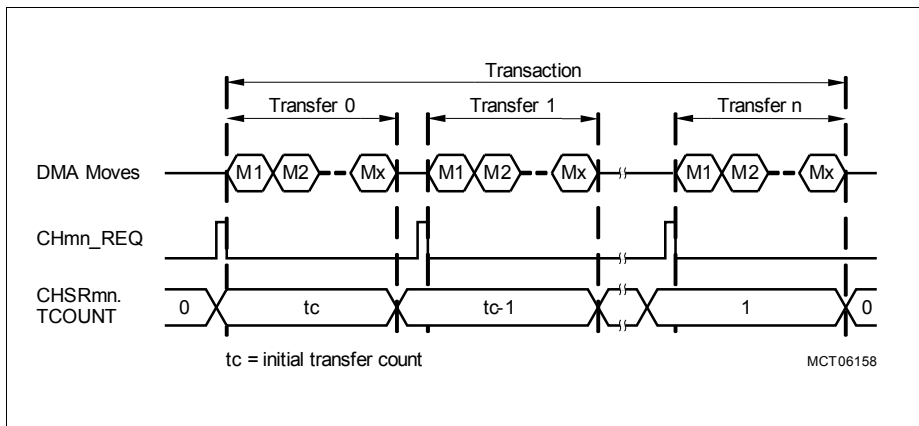 Transaction
Transfer 0 Transfer 1 Transfer n
DMA Moves M1 M2 Mx M1 M2 Mx M1 M2 Mx
CHmn_REQ
CHSRmn.
TCOUNT 0 tc tc-1 1 0
tc = initial transfer count
MCT06158